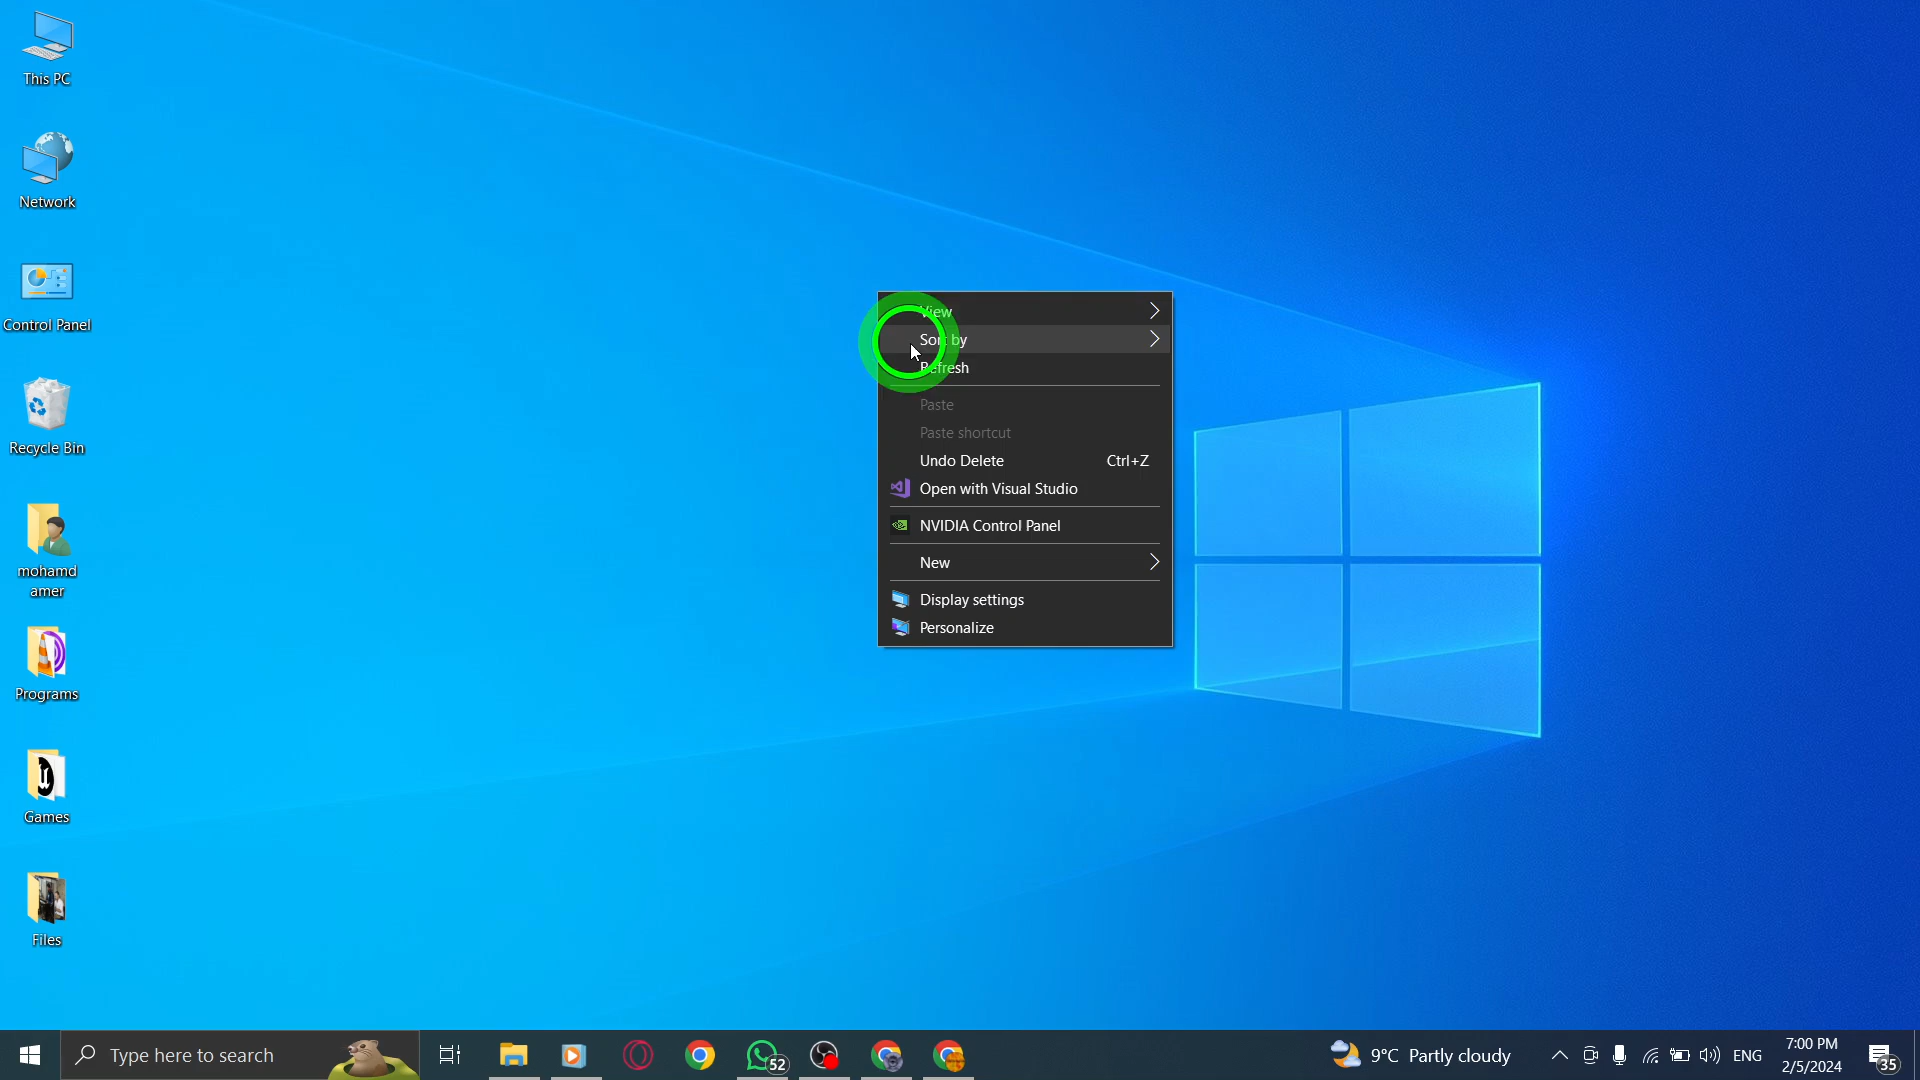 This PC
Network
Control Panel
Recycle Bin
mohamd
amer
Programs
Games
Files
View
Sort by
Refresh
Paste
Paste shortcut
Undo Delete Ctrl+Z
Open with Visual Studio
NVIDIA Control Panel
New
Display settings
Personalize
Type here to search
52
9°C Partly cloudy
ENG
7:00 PM
2/5/2024
35